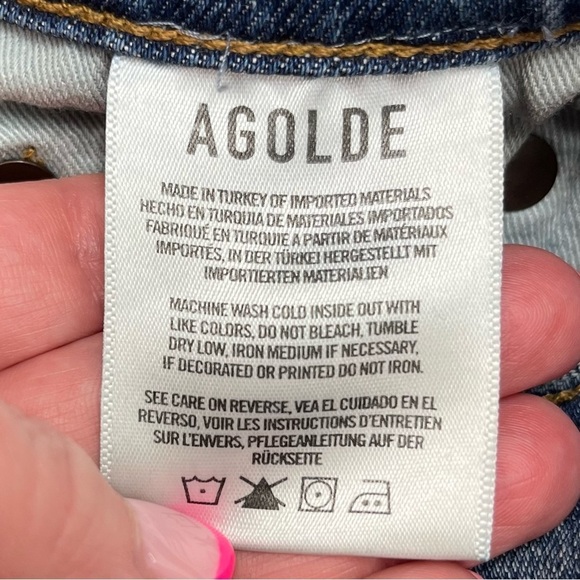 AGOLDE
MADE IN TURKEY OF IMPORTED MATERIALS
HECHO EN TURQUIA DE MATERIALES IMPORTADOS
FABRIQUÉ EN TURQUIE A PARTIR DE MATÉRIAUX
IMPORTÉS, IN DER TÜRKEI HERGESTELLT MIT
IMPORTIERTEN MATERIALIEN
MACHINE WASH COLD INSIDE OUT WITH
LIKE COLORS, DO NOT BLEACH, TUMBLE
DRY LOW, IRON MEDIUM IF NECESSARY,
IF DECORATED OR PRINTED DO NOT IRON.
SEE CARE ON REVERSE, VEA EL CUIDADO EN EL
REVERSO, VOIR LES INSTRUCTIONS D'ENTRETIEN
SUR L'ENVERS, PFLEGEANLEITUNG AUF DER
RÜCKSEITE